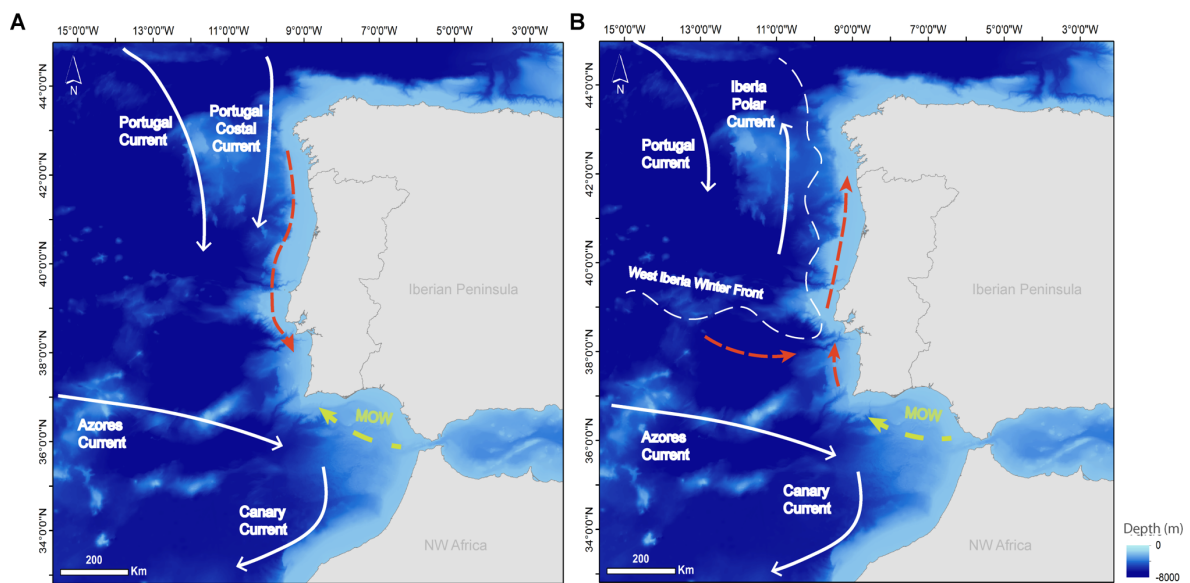 A
15°0'0"W 13°0'0"W 11°0'0"W 9°0'0"W 7°0'0"W 5°0'0"W 3°0'0"W
44°0'0"N
42°0'0"N
40°0'0"N
38°0'0"N
36°0'0"N
34°0'0"N
N
Portugal
Current
Portugal
Costal
Current
Iberian Peninsula
MOW
Azores
Current
Canary
Current
NW Africa
200
Km
B
15°0'0"W 13°0'0"W 11°0'0"W 9°0'0"W 7°0'0"W 5°0'0"W 3°0'0"W
44°0'0"N
42°0'0"N
40°0'0"N
38°0'0"N
36°0'0"N
34°0'0"N
N
Iberia
Polar
Current
Portugal
Current
West Iberia Winter Front
Iberian Peninsula
MOW
Azores
Current
Canary
Current
NW Africa
200
Km
Depth (m)
0
-8000